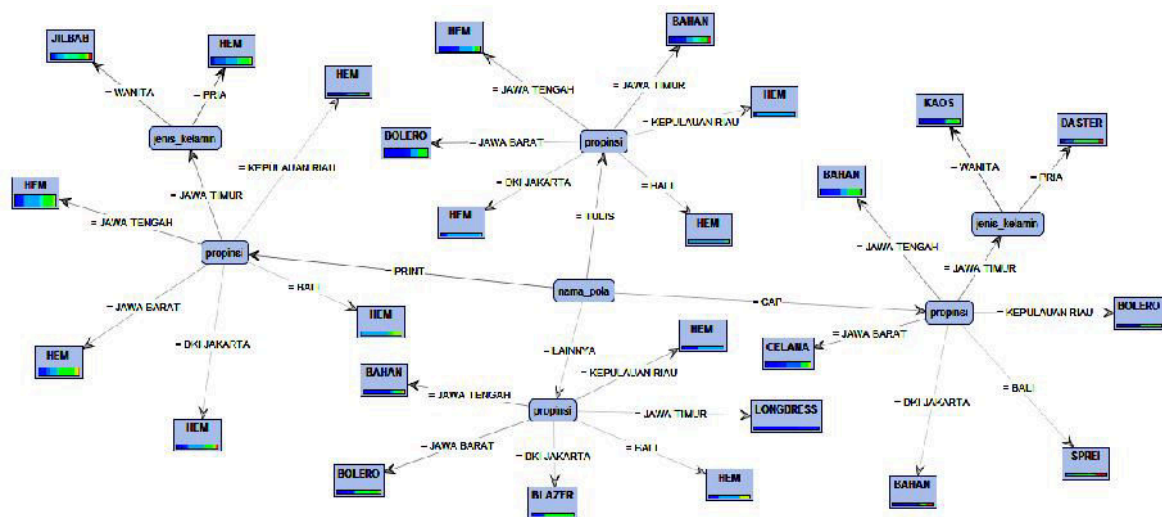 HEM
BAHAN
JILBAB
HEM
HEM
= JAWA TENGAH
= JAWA TIMUR
HEM
KAOS
= WANITA
= PRIA
= KEPULAUAN RIAU
DASTER
jenis_kelamin
BOLERO
= JAWA BARAT
propinsi
= WANITA
= PRIA
= KEPULAUAN RIAU
= DKI JAKARTA
= BALI
BAHAN
HEM
= JAWA TIMUR
= TULIS
HEM
HEM
jenis_kelamin
= JAWA TENGAH
= JAWA TENGAH
propinsi
= PRINT
= JAWA TIMUR
= BALI
nama_pola
= CAP
propinsi
= KEPULAUAN RIAU
BOLERO
= JAWA BARAT
HEM
HEM
= JAWA BARAT
= DKI JAKARTA
= LAINNYA
CELANA
HEM
BAHAN
= KEPULAUAN RIAU
= JAWA TENGAH
= BALI
propinsi
= JAWA TIMUR
LONGDRESS
= DKI JAKARTA
HEM
= JAWA BARAT
= DKI JAKARTA
= BALI
SPREI
BOLERO
HEM
BLAZER
BAHAN